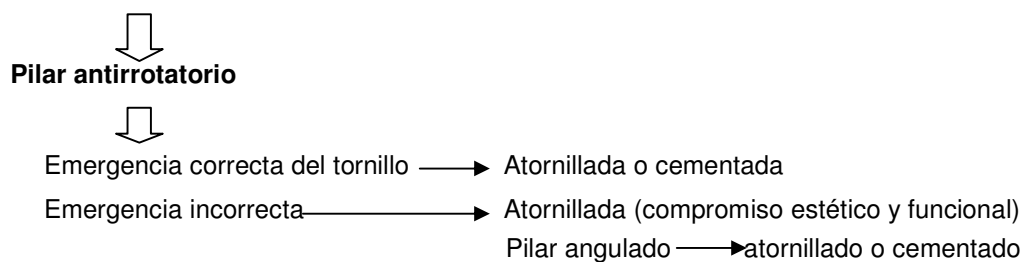 Pilar antirrotatorio
Emergencia correcta del tornillo Atornillada o cementada
Emergencia incorrecta Atornillada (compromiso estético y funcional)
Pilar angulado atornillado o cementado